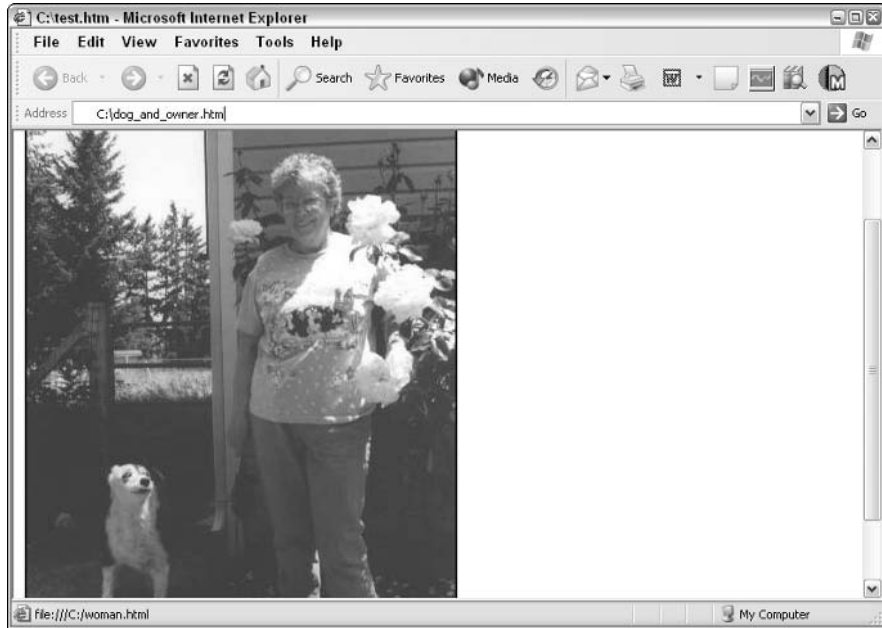 C:\test.htm - Microsoft Internet Explorer
File Edit View Favorites Tools Help
Back Search Favorites Media
Address C:\dog_and_owner.htm Go
file:///C:/woman.html My Computer